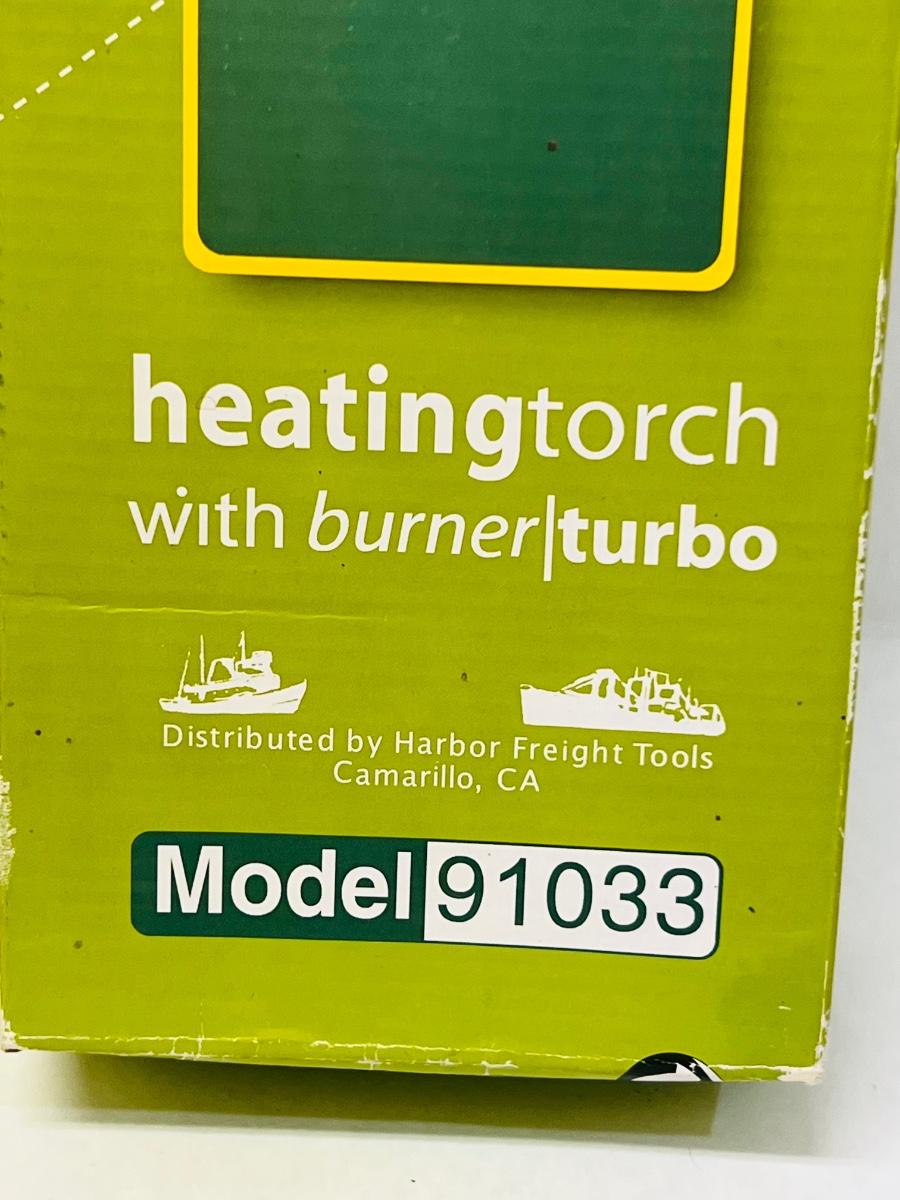 heatingtorch
with burner|turbo
Distributed by Harbor Freight Tools
Camarillo, CA
Model 91033